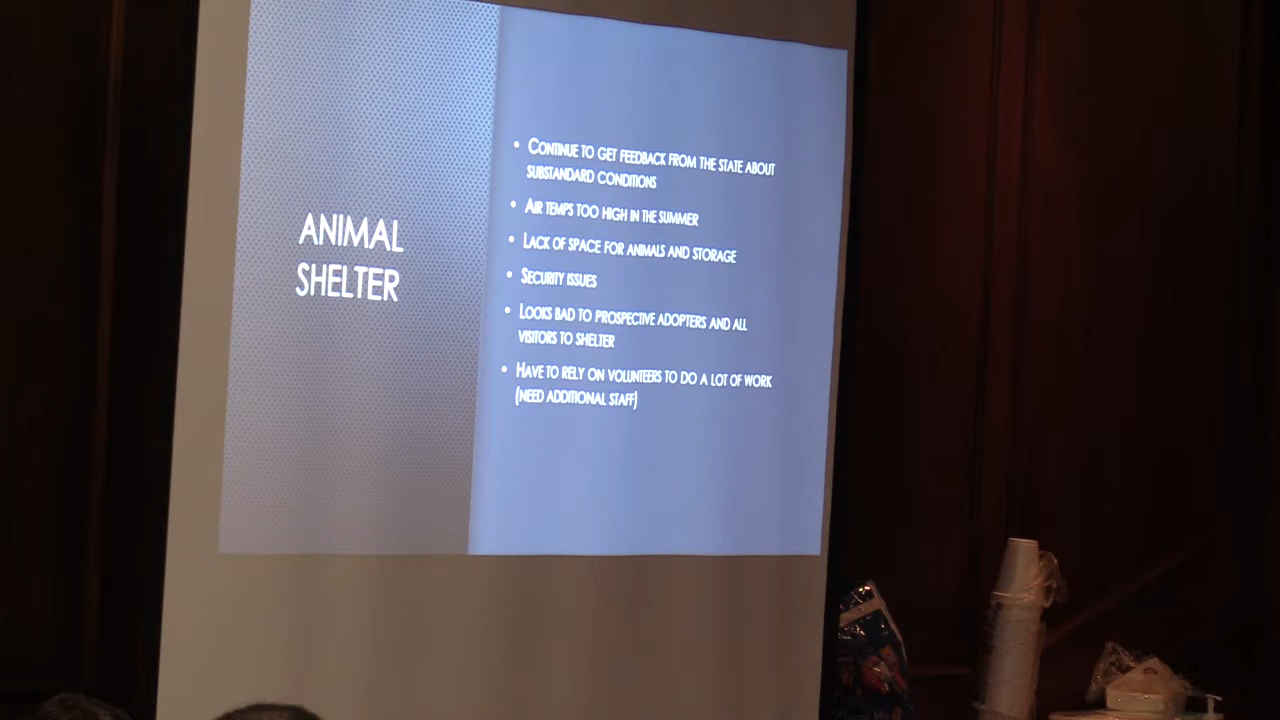 ANIMAL
SHELTER
• CONTINUE TO GET FEEDBACK FROM THE STATE ABOUT
SUBSTANDARD CONDITIONS
• AIR TEMPS TOO HIGH IN THE SUMMER
• LACK OF SPACE FOR ANIMALS AND STORAGE
• SECURITY ISSUES
• LOOKS BAD TO PROSPECTIVE ADOPTERS AND ALL
VISITORS TO SHELTER
• HAVE TO RELY ON VOLUNTEERS TO DO A LOT OF WORK
(NEED ADDITIONAL STAFF)